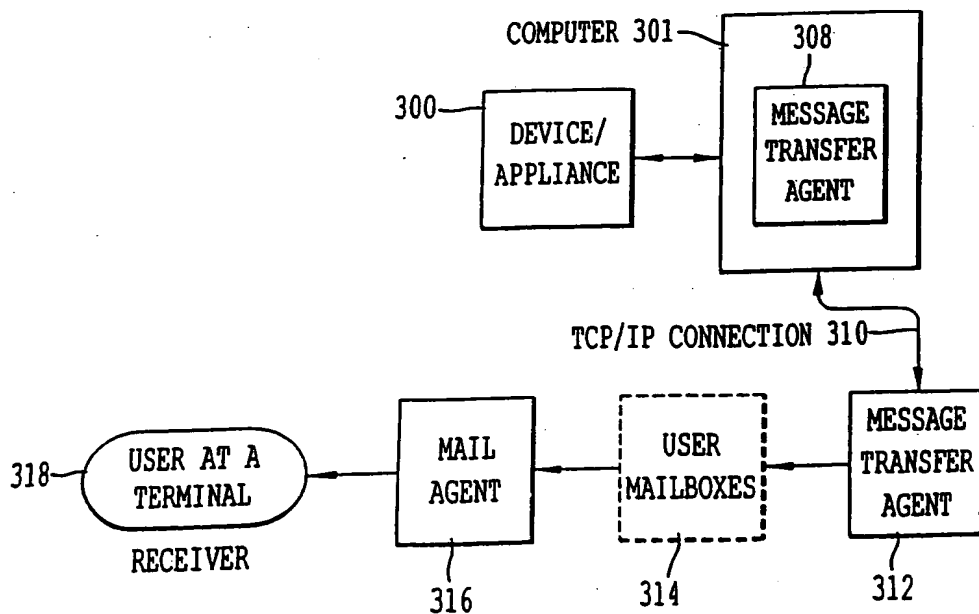 COMPUTER 301
308
300
DEVICE/
APPLIANCE
MESSAGE
TRANSFER
AGENT
TCP/IP CONNECTION 310
318
USER AT A
TERMINAL
RECEIVER
MAIL
AGENT
316
USER
MAILBOXES
314
MESSAGE
TRANSFER
AGENT
312